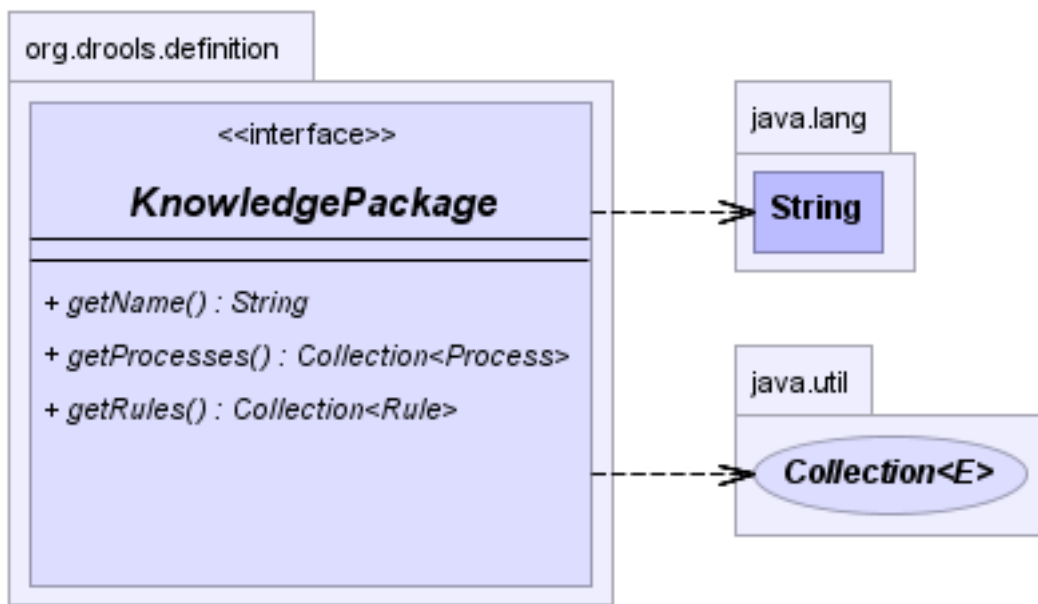 org.drools.definition
<<interface>>
KnowledgePackage
+ getName() : String
+ getProcesses() : Collection<Process>
+ getRules() : Collection<Rule>
java.lang
String
java.util
Collection<E>